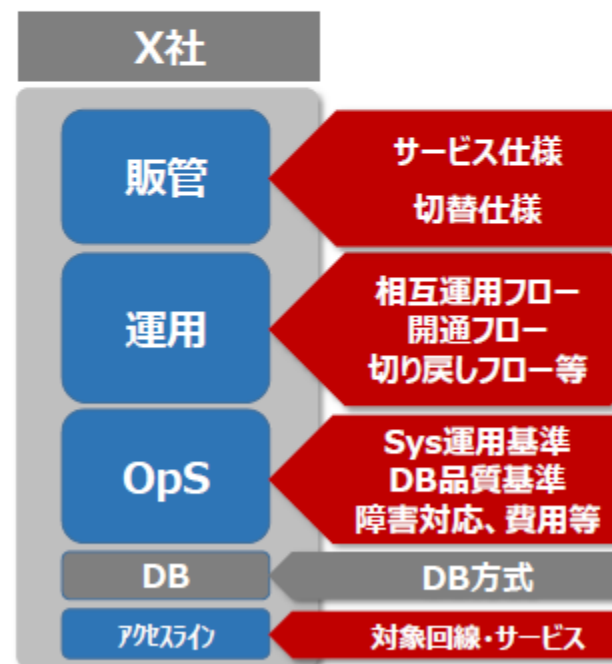 X社
販管
サービス仕様
切替仕様
運用
相互運用フロー
開通フロー
切り戻しフロー等
OpS
Sys運用基準
DB品質基準
障害対応、費用等
DB
DB方式
ｱｸｾｽﾗｲﾝ
対象回線・サービス